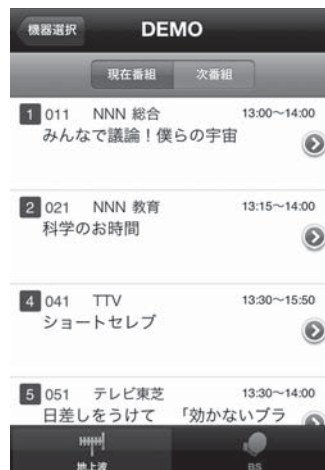 機器選択 DEMO
現在番組 次番組
1 011 NNN 総合 13:00～14:00
みんなで議論！僕らの宇宙
2 021 NNN 教育 13:15～14:00
科学のお時間
4 041 TTV 13:30～15:50
ショートセレブ
5 051 テレビ東芝 13:30～14:00
日差しをうけて 「効かないブラ
地上波 BS